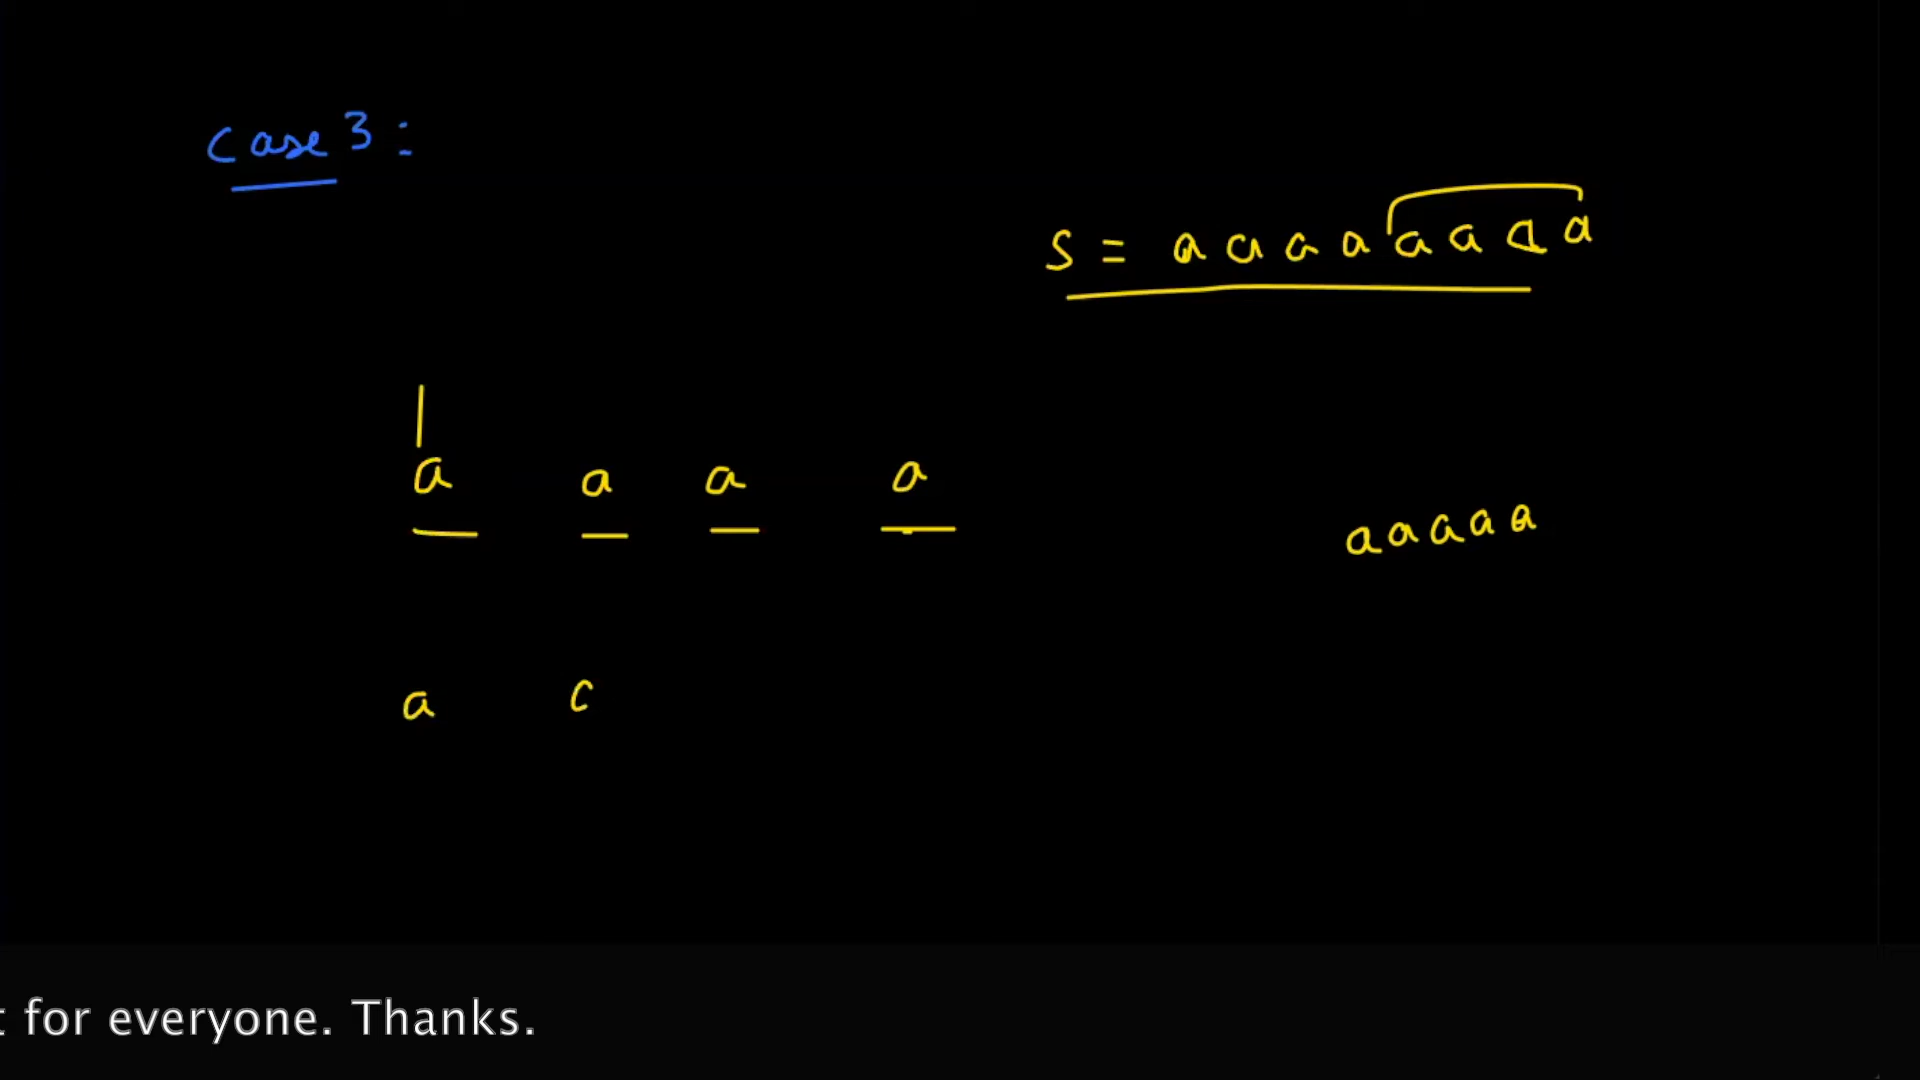 case 3:
S = a a a a a a a a
a a a a
a a a a a
a c
for everyone. Thanks.